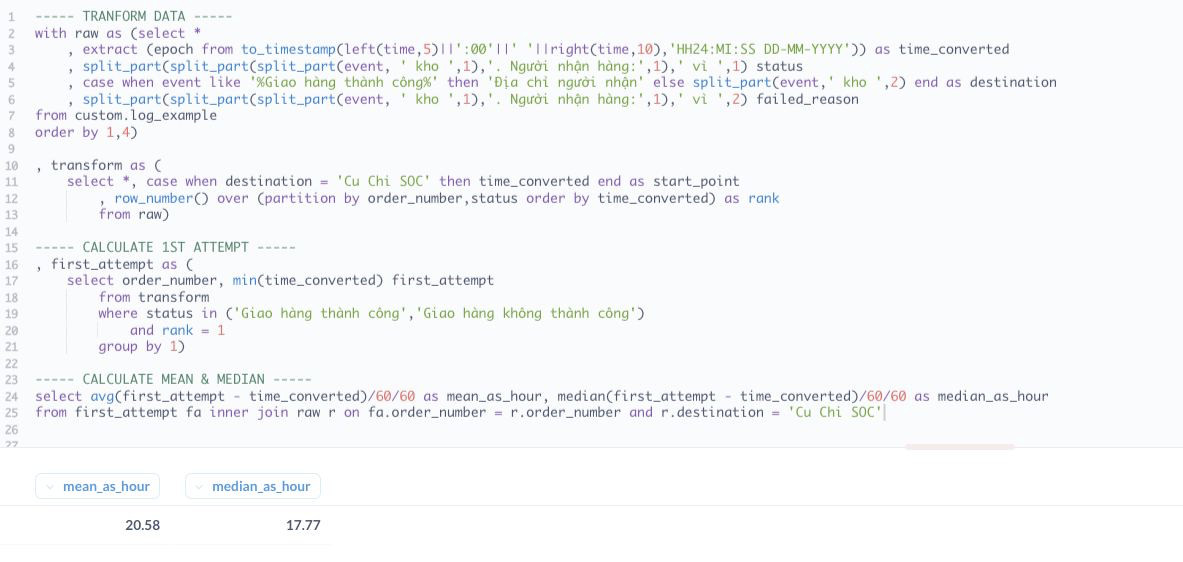 1 ----- TRANFORM DATA -----
2 with raw as (select *
3 , extract (epoch from to_timestamp(left(time,5)||':00'||' '||right(time,10),'HH24:MI:SS DD-MM-YYYY')) as time_converted
4 , split_part(split_part(split_part(event, ' kho ',1),'. Người nhận hàng:',1),' vì ',1) status
5 , case when event like '%Giao hàng thành công%' then 'Địa chỉ người nhận' else split_part(event,' kho ',2) end as destination
6 , split_part(split_part(split_part(event, ' kho ',1),'. Người nhận hàng:',1),' vì ',2) failed_reason
7 from custom.log_example
8 order by 1,4)
9
10 , transform as (
11 select *, case when destination = 'Cu Chi SOC' then time_converted end as start_point
12 , row_number() over (partition by order_number,status order by time_converted) as rank
13 from raw)
14
15 ----- CALCULATE 1ST ATTEMPT -----
16 , first_attempt as (
17 select order_number, min(time_converted) first_attempt
18 from transform
19 where status in ('Giao hàng thành công','Giao hàng không thành công')
20 and rank = 1
21 group by 1)
22
23 ----- CALCULATE MEAN & MEDIAN -----
24 select avg(first_attempt - time_converted)/60/60 as mean_as_hour, median(first_attempt - time_converted)/60/60 as median_as_hour
25 from first_attempt fa inner join raw r on fa.order_number = r.order_number and r.destination = 'Cu Chi SOC'
26
27
mean_as_hour median_as_hour
20.58 17.77